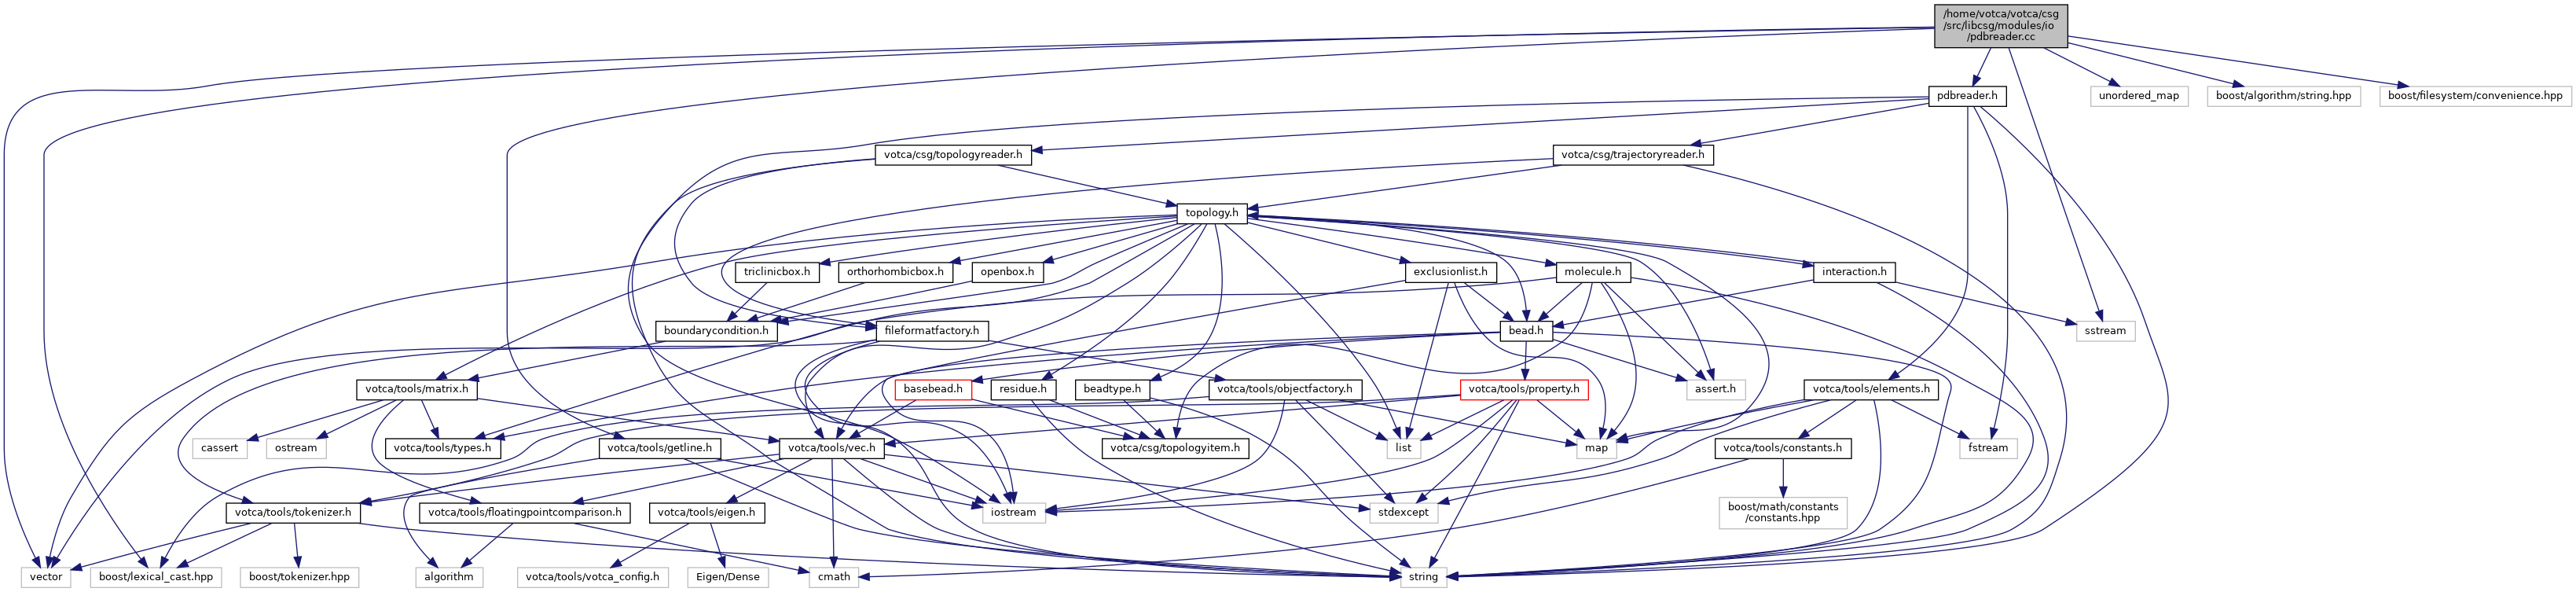 /home/votca/votca/csg
/src/libcsg/modules/io
/pdbreader.cc
pdbreader.h
unordered_map
boost/algorithm/string.hpp
boost/filesystem/convenience.hpp
votca/csg/topologyreader.h
votca/csg/trajectoryreader.h
topology.h
triclinicbox.h
orthorhombicbox.h
openbox.h
exclusionlist.h
molecule.h
interaction.h
boundarycondition.h
fileformatfactory.h
bead.h
sstream
votca/tools/matrix.h
basebead.h
residue.h
beadtype.h
votca/tools/objectfactory.h
votca/tools/property.h
assert.h
votca/tools/elements.h
cassert
ostream
votca/tools/types.h
votca/tools/getline.h
votca/tools/vec.h
votca/csg/topologyitem.h
list
map
votca/tools/constants.h
fstream
votca/tools/tokenizer.h
votca/tools/floatingpointcomparison.h
votca/tools/eigen.h
iostream
stdexcept
boost/math/constants
/constants.hpp
vector
boost/lexical_cast.hpp
boost/tokenizer.hpp
algorithm
votca/tools/votca_config.h
Eigen/Dense
cmath
string